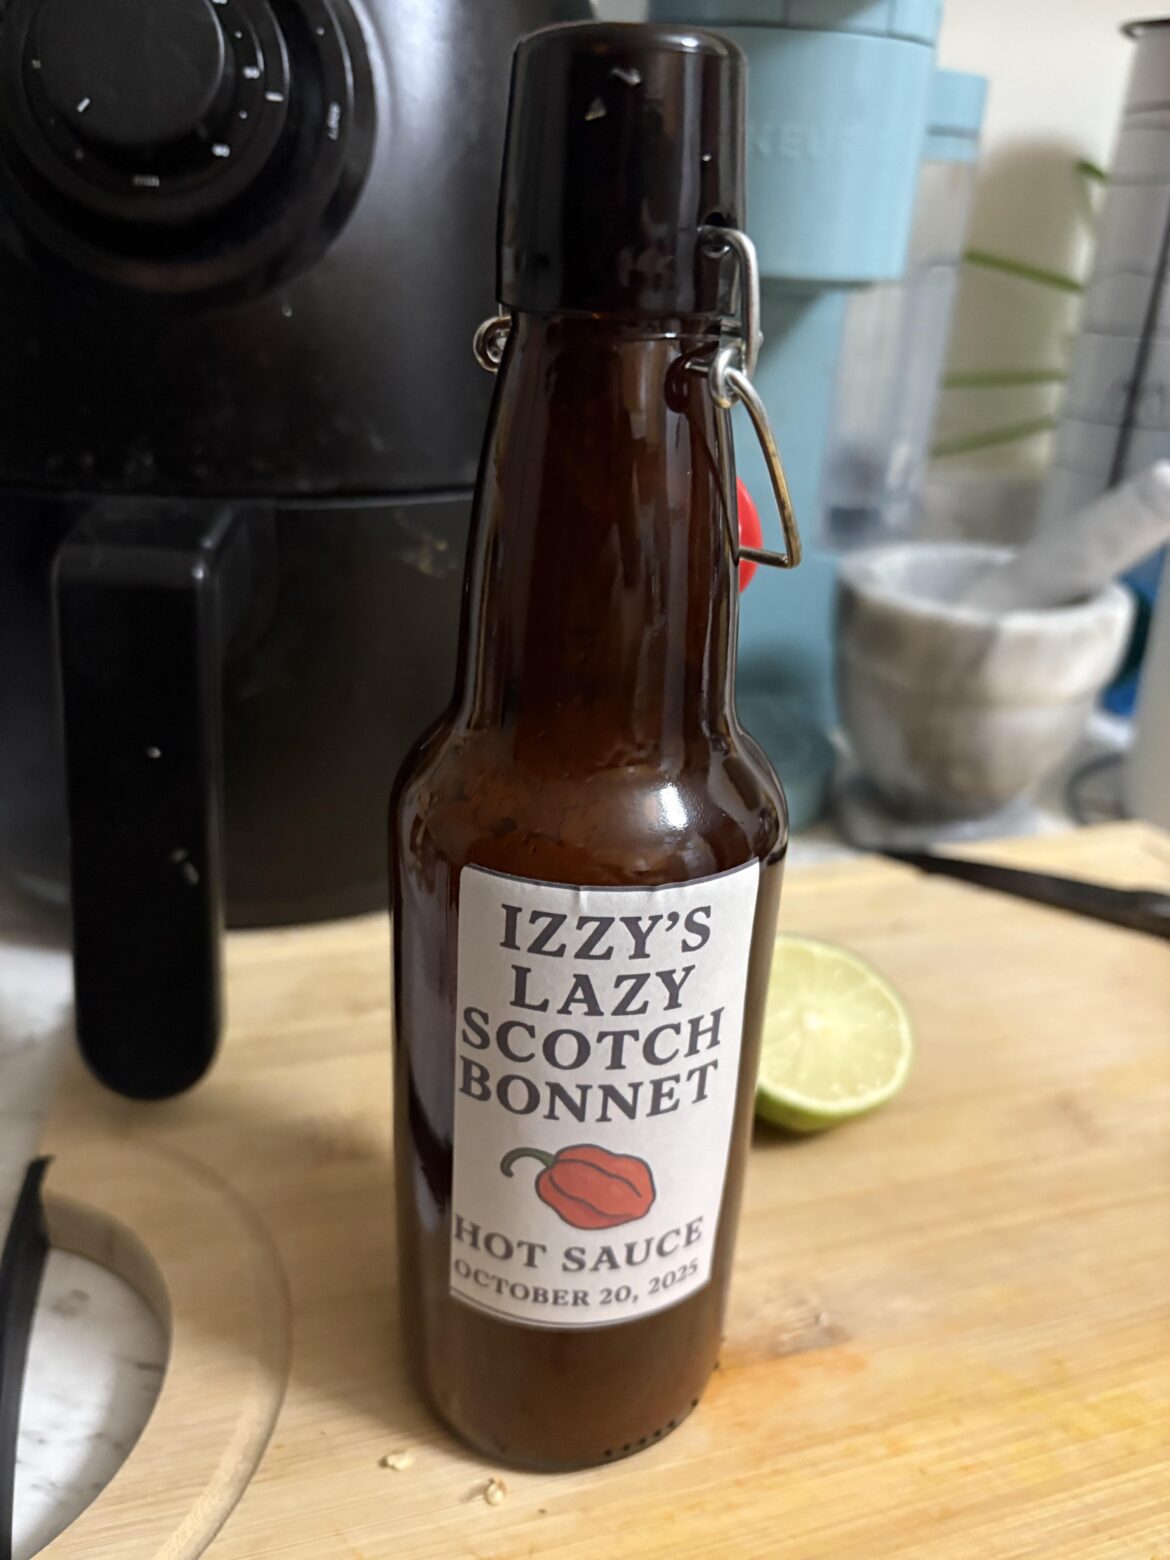 IZZY'S
LAZY
SCOTCH
BONNET
HOT SAUCE
OCTOBER 20, 2025